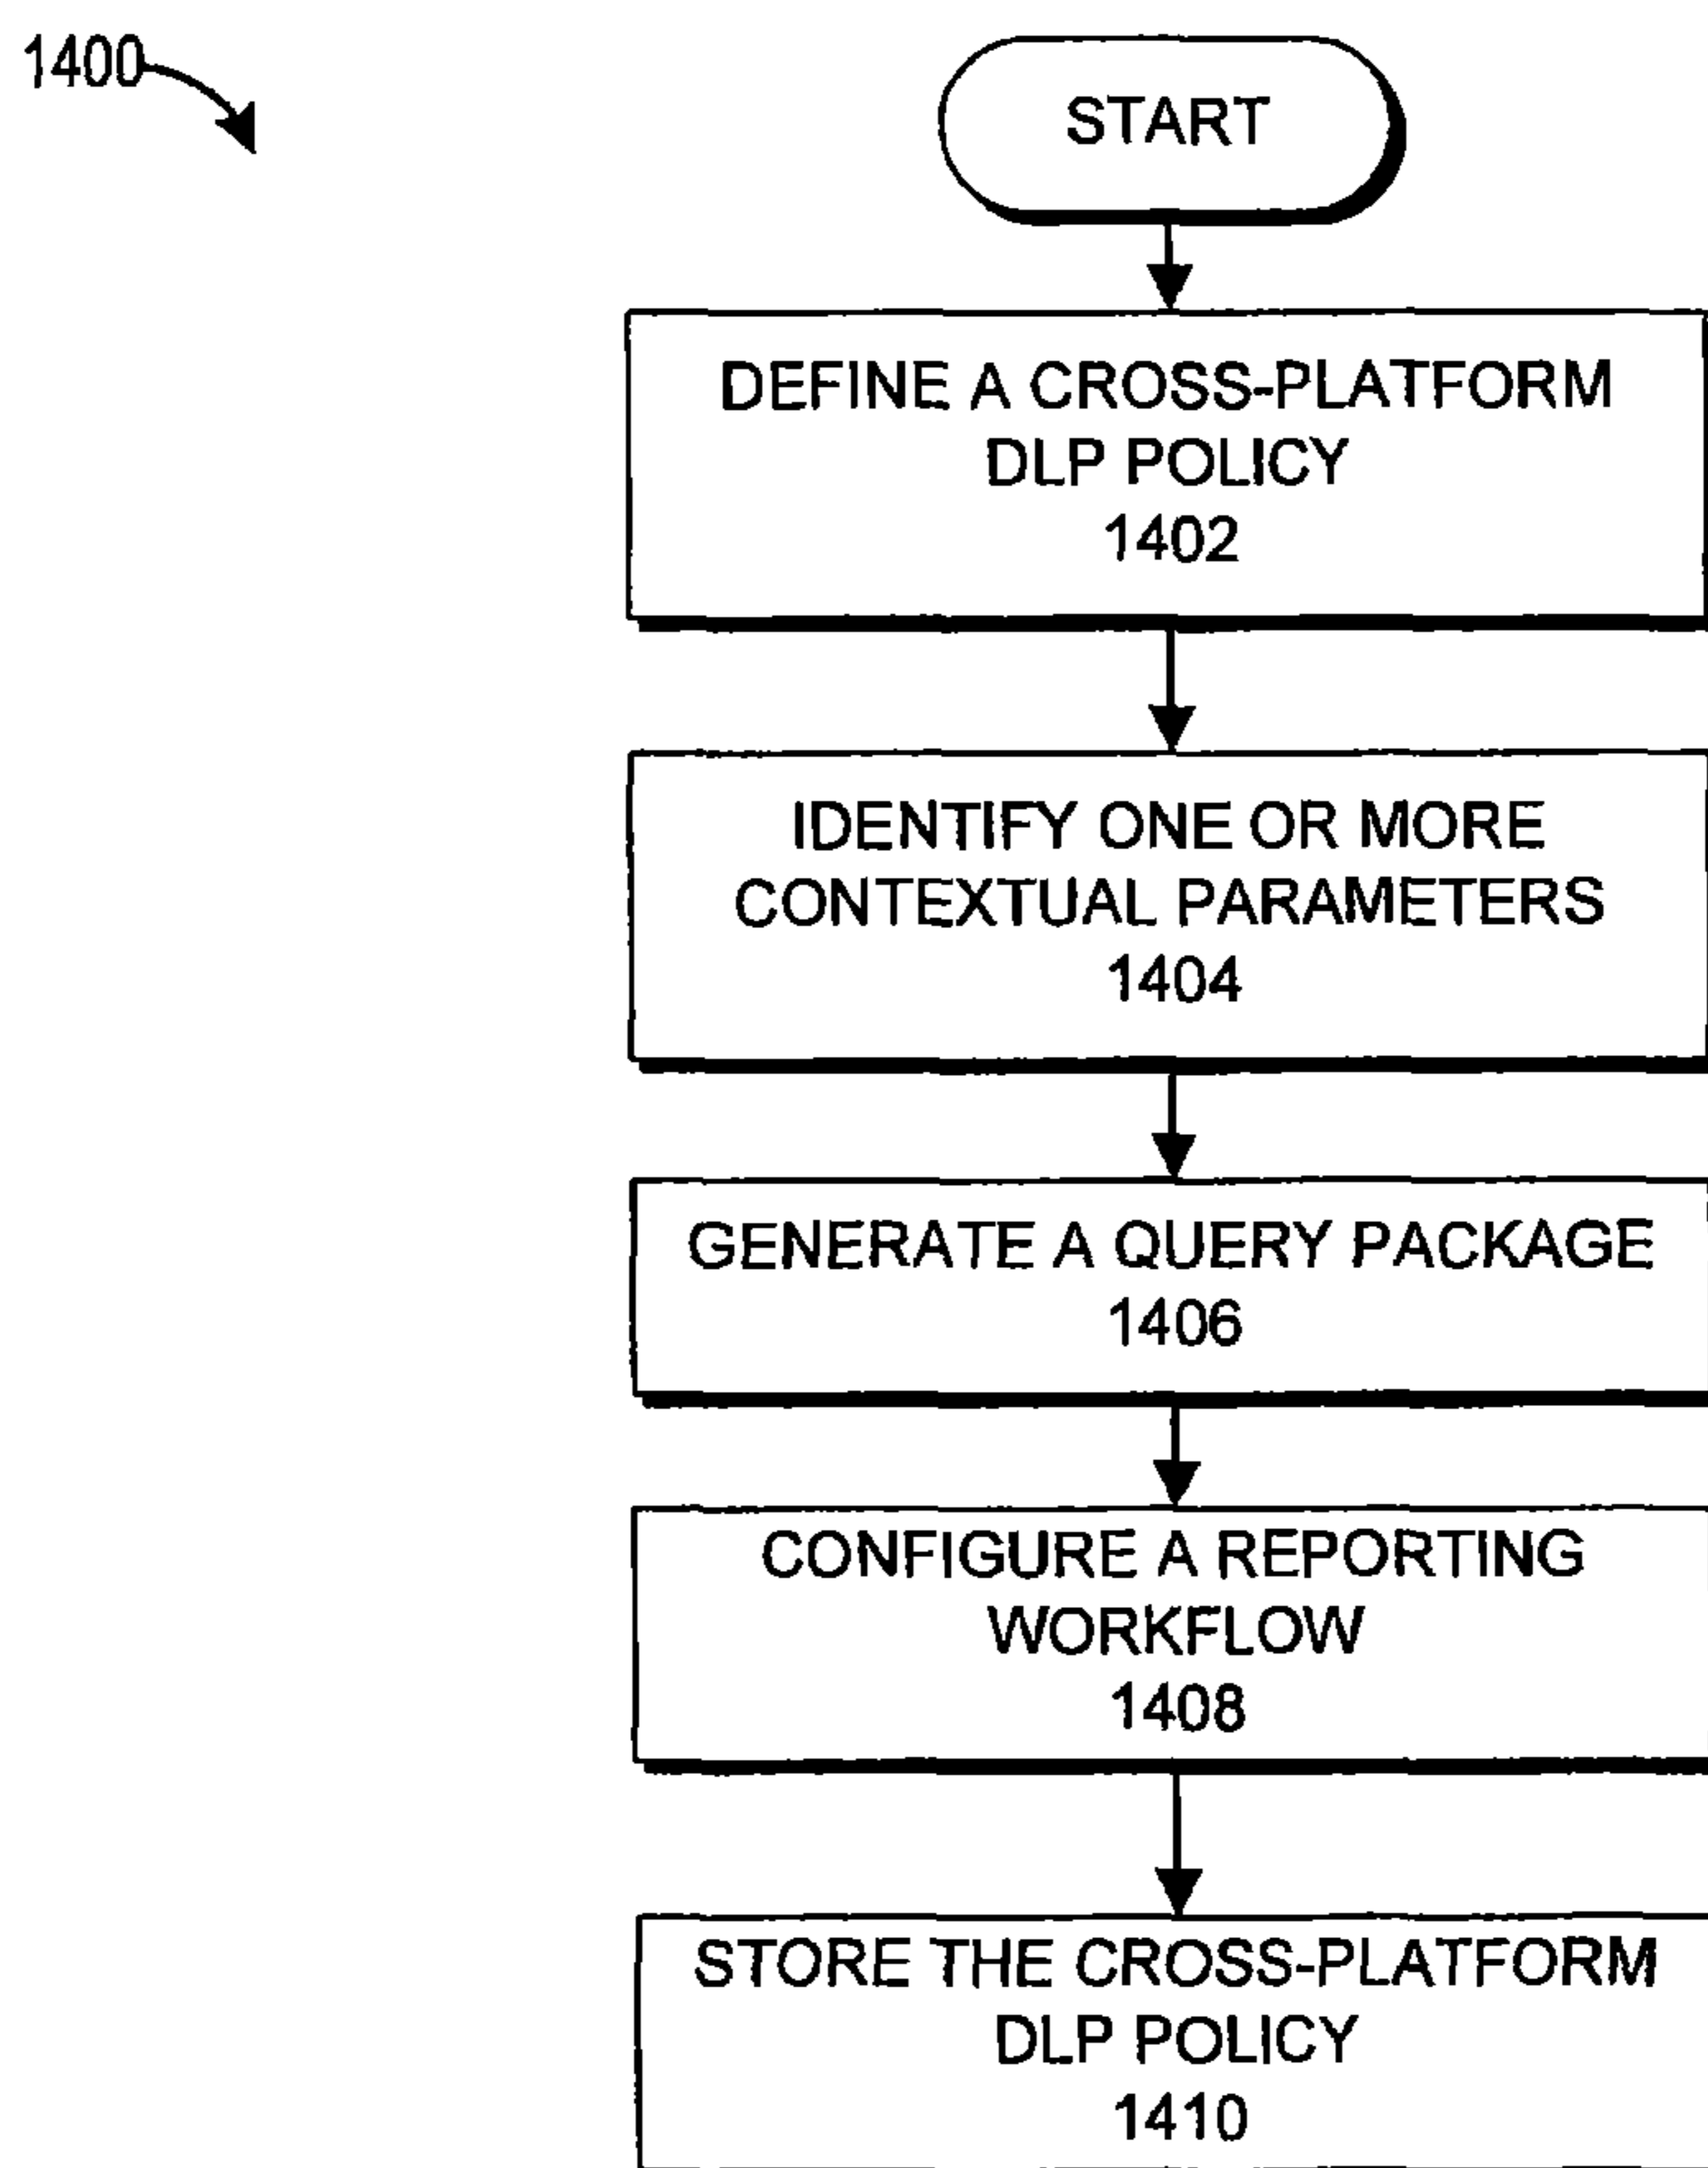 1400
START
DEFINE A CROSS-PLATFORM
DLP POLICY
1402
IDENTIFY ONE OR MORE
CONTEXTUAL PARAMETERS
1404
GENERATE A QUERY PACKAGE
1406
CONFIGURE A REPORTING
WORKFLOW
1408
STORE THE CROSS-PLATFORM
DLP POLICY
1410